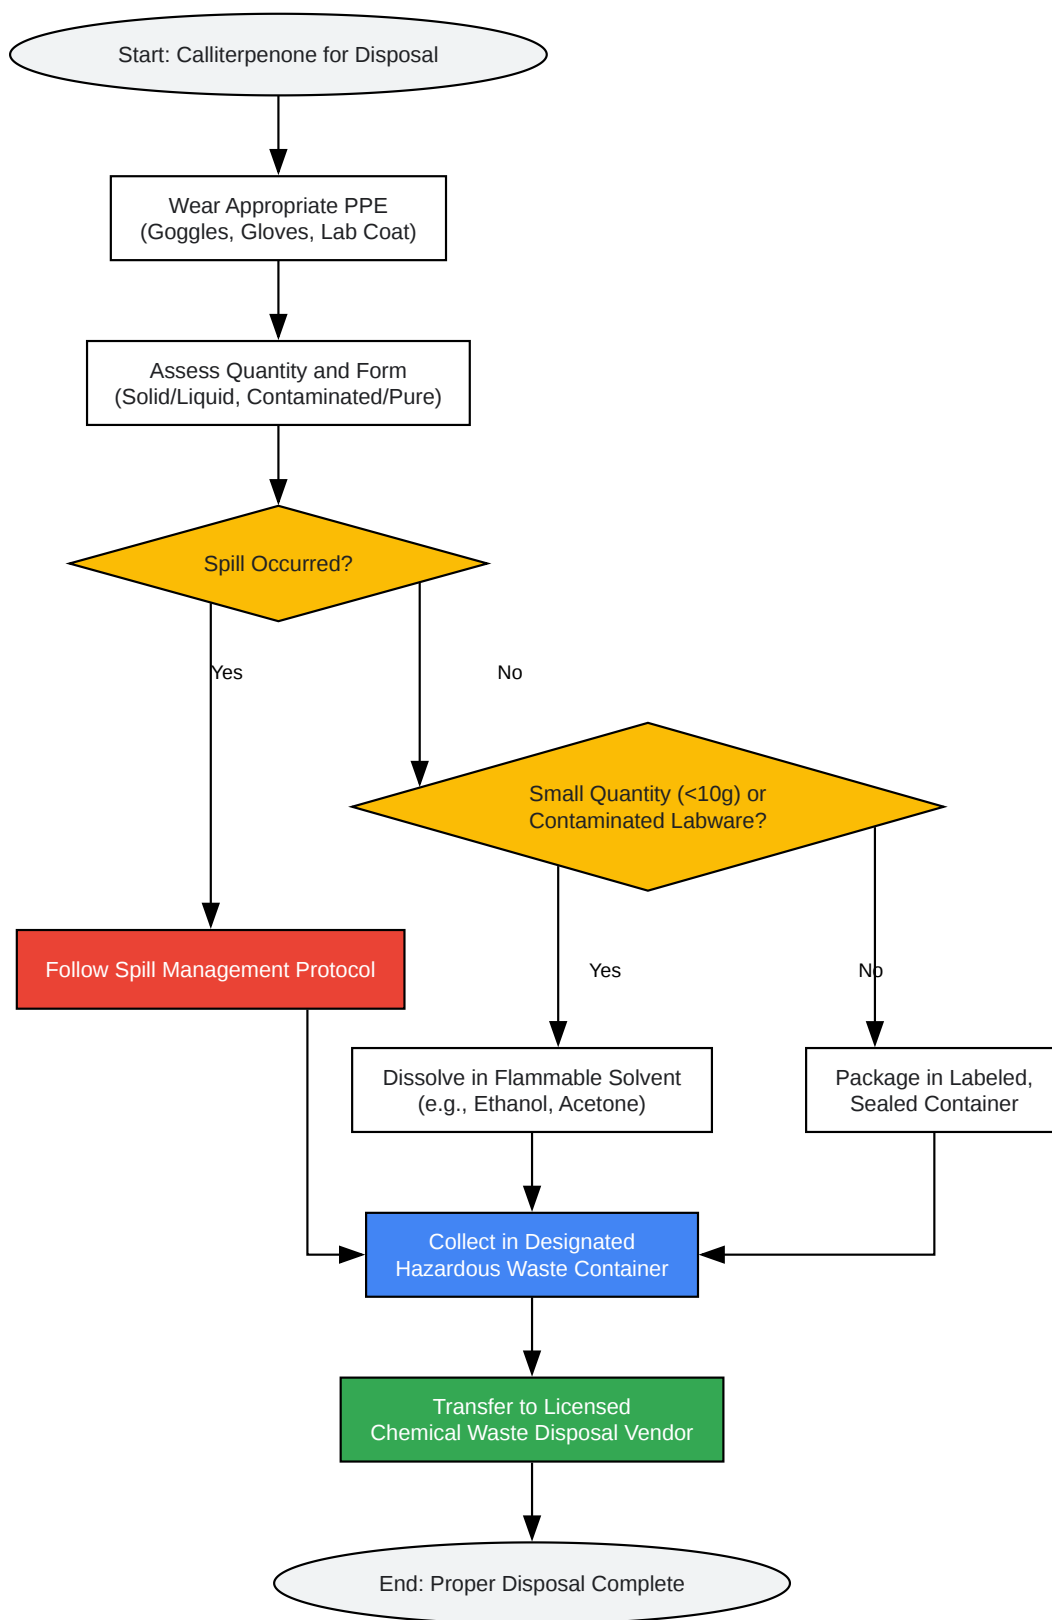 Start: Calliterpenone for Disposal
Wear Appropriate PPE
(Goggles, Gloves, Lab Coat)
Assess Quantity and Form
(Solid/Liquid, Contaminated/Pure)
Spill Occurred?
Yes
No
Small Quantity (<10g) or
Contaminated Labware?
Follow Spill Management Protocol
Yes
No
Dissolve in Flammable Solvent
(e.g., Ethanol, Acetone)
Package in Labeled,
Sealed Container
Collect in Designated
Hazardous Waste Container
Transfer to Licensed
Chemical Waste Disposal Vendor
End: Proper Disposal Complete